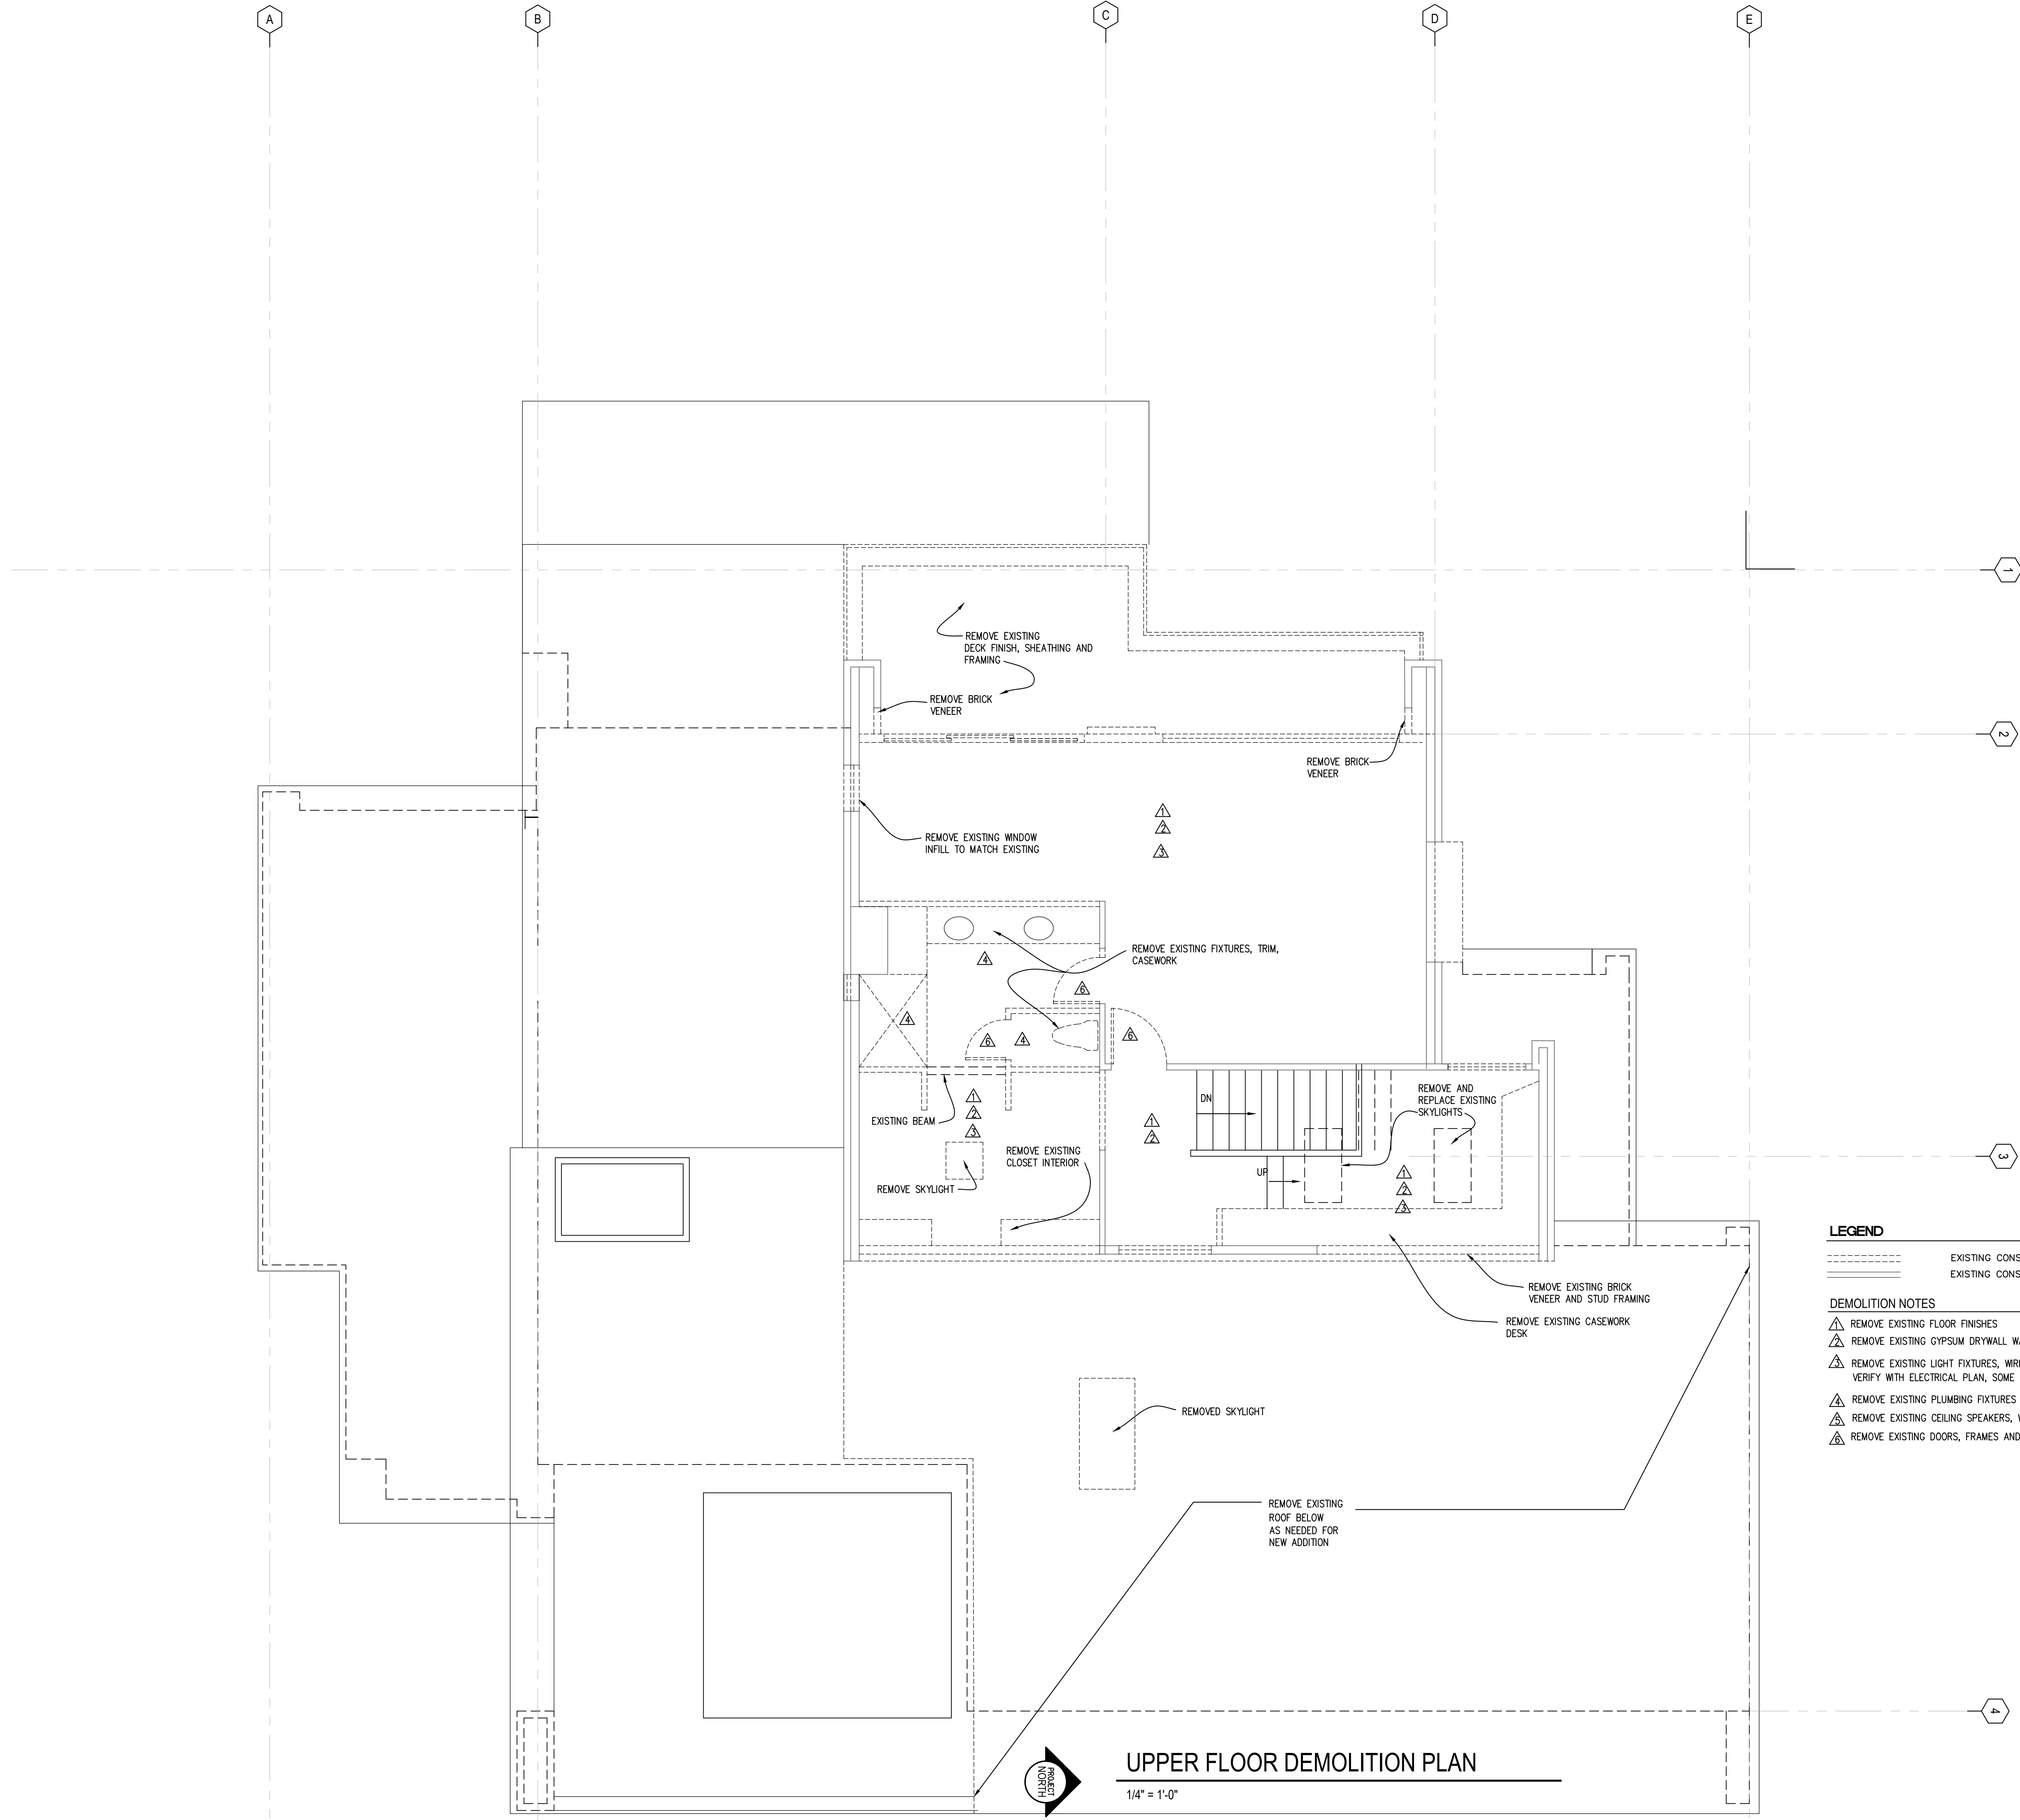 A
B
C
D
E
1
REMOVE EXISTING
DECK FINISH, SHEATHING AND
FRAMING
REMOVE BRICK
VENEER
2
REMOVE BRICK
VENEER
1
2
3
REMOVE EXISTING WINDOW
INFILL TO MATCH EXISTING
REMOVE EXISTING FIXTURES, TRIM,
CASEWORK
4
6
4
6
4
6
REMOVE AND
REPLACE EXISTING
SKYLIGHTS
DN
1
2
3
EXISTING BEAM
1
2
REMOVE EXISTING
CLOSET INTERIOR
3
UP
1
2
3
REMOVE SKYLIGHT
REMOVE EXISTING BRICK
VENEER AND STUD FRAMING
REMOVE EXISTING CASEWORK
DESK
LEGEND
EXISTING CONS
EXISTING CONS
DEMOLITION NOTES
1 REMOVE EXISTING FLOOR FINISHES
2 REMOVE EXISTING GYPSUM DRYWALL WA
3 REMOVE EXISTING LIGHT FIXTURES, WIR
VERIFY WITH ELECTRICAL PLAN, SOME
4 REMOVE EXISTING PLUMBING FIXTURES
5 REMOVE EXISTING CEILING SPEAKERS,
6 REMOVE EXISTING DOORS, FRAMES AND
REMOVED SKYLIGHT
REMOVE EXISTING
ROOF BELOW
AS NEEDED FOR
NEW ADDITION
4
PROJECT
NORTH
UPPER FLOOR DEMOLITION PLAN
1/4" = 1'-0"